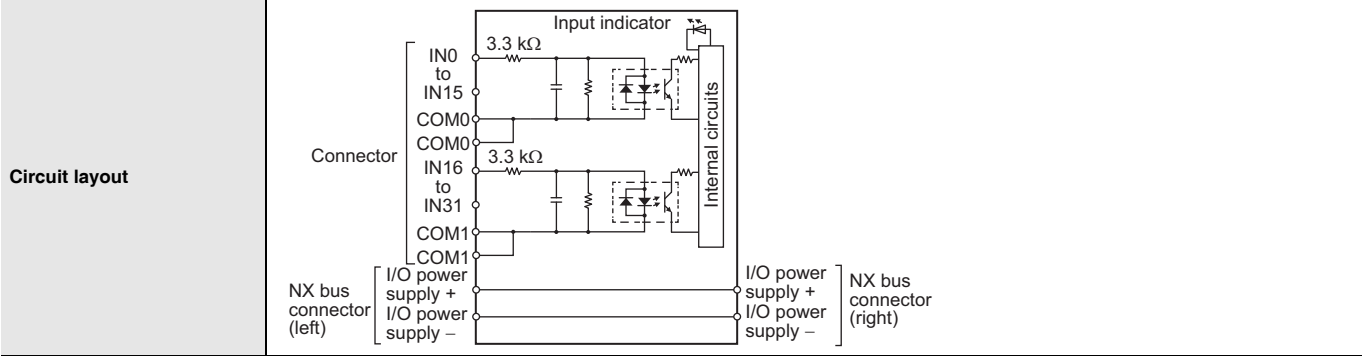 Circuit layout
Input indicator
3.3 kΩ
IN0
to
IN15
COM0
COM0
Connector
3.3 kΩ
IN16
to
IN31
COM1
COM1
Internal circuits
NX bus
connector
(left)
I/O power
supply +
I/O power
supply –
I/O power
supply +
I/O power
supply –
NX bus
connector
(right)